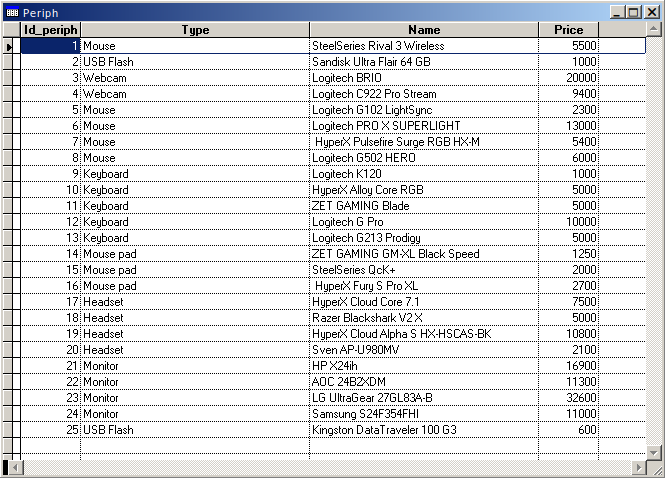 Periph
Id_periph Type Name Price
1 Mouse SteelSeries Rival 3 Wireless 5500
2 USB Flash Sandisk Ultra Flair 64 GB 1000
3 Webcam Logitech BRIO 20000
4 Webcam Logitech C922 Pro Stream 9400
5 Mouse Logitech G102 LightSync 2300
6 Mouse Logitech PRO X SUPERLIGHT 13000
7 Mouse HyperX Pulsefire Surge RGB HX-M 5400
8 Mouse Logitech G502 HERO 6000
9 Keyboard Logitech K120 1000
10 Keyboard HyperX Alloy Core RGB 5000
11 Keyboard ZET GAMING Blade 5000
12 Keyboard Logitech G Pro 10000
13 Keyboard Logitech G213 Prodigy 5000
14 Mouse pad ZET GAMING GM-XL Black Speed 1250
15 Mouse pad SteelSeries QcK+ 2000
16 Mouse pad HyperX Fury S Pro XL 2700
17 Headset HyperX Cloud Core 7.1 7500
18 Headset Razer Blackshark V2 X 5000
19 Headset HyperX Cloud Alpha S HX-HSCAS-BK 10800
20 Headset Sven AP-U980MV 2100
21 Monitor HP X24ih 16900
22 Monitor AOC 24B2XDM 11300
23 Monitor LG UltraGear 27GL83A-B 32600
24 Monitor Samsung S24F354FHI 11000
25 USB Flash Kingston DataTraveler 100 G3 600